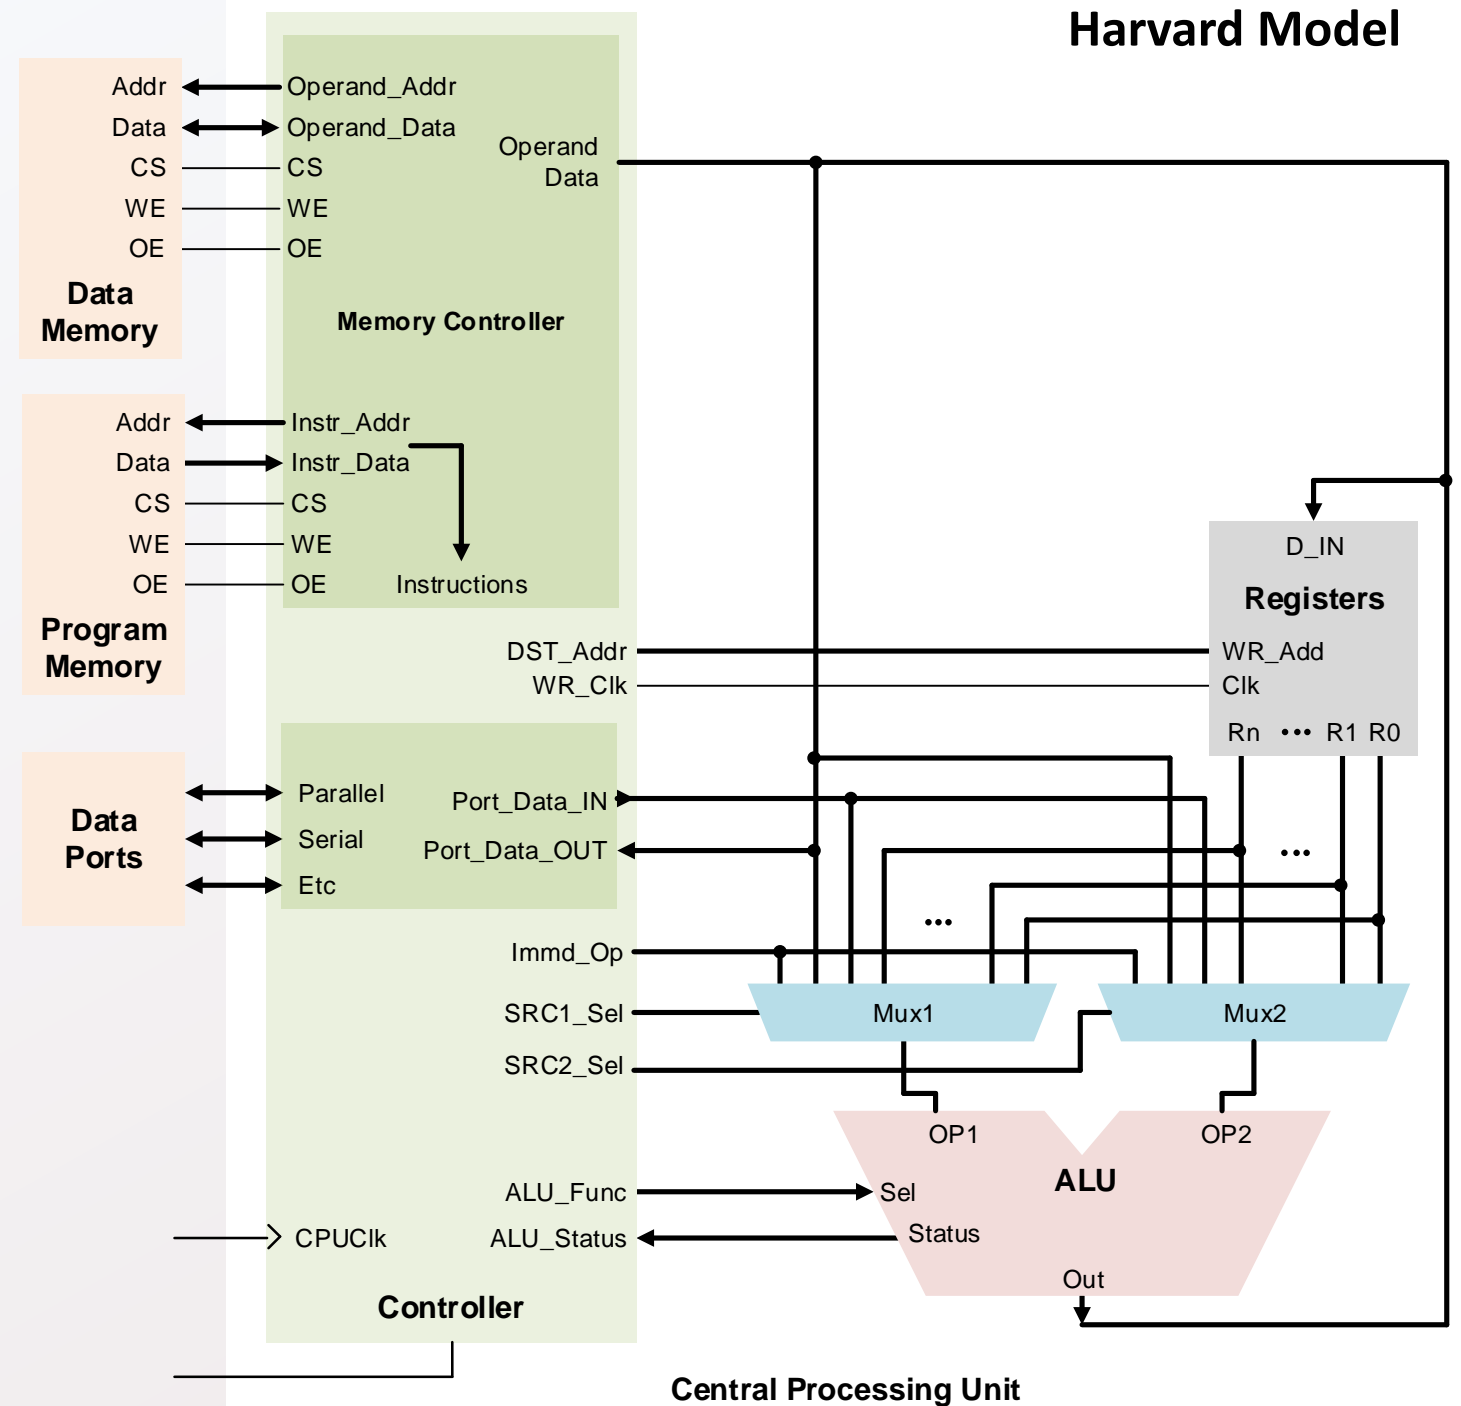 Harvard Model
Addr
Data
CS
WE
OE
Data
Memory
Operand_Addr
Operand_Data
CS
WE
OE
Operand
Data
Memory Controller
Addr
Data
CS
WE
OE
Program
Memory
Instr_Addr
Instr_Data
CS
WE
OE
Instructions
D_IN
Registers
WR_Add
Clk
Rn ••• R1 R0
DST_Addr
WR_Clk
Data
Ports
Parallel
Serial
Etc
Port_Data_IN
Port_Data_OUT
•••
•••
Immd_Op
SRC1_Sel
SRC2_Sel
Mux1
Mux2
OP1
OP2
ALU
Sel
Status
Out
ALU_Func
ALU_Status
CPUClk
Controller
Central Processing Unit